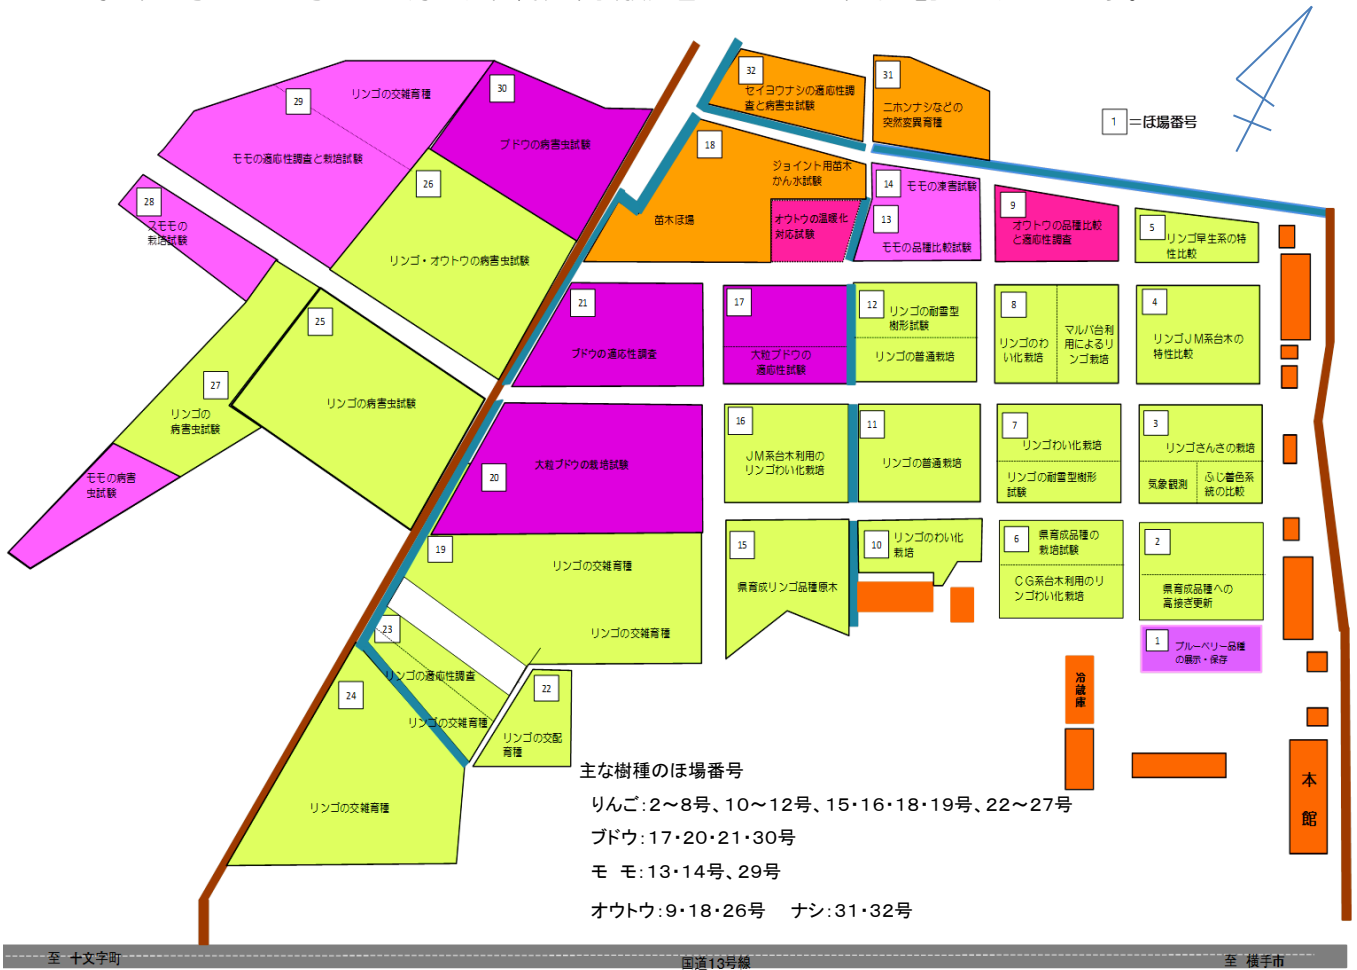 32
セイヨウナシの適応性調
査と病害虫試験
31
ニホンナシなどの
突然変異育種
1
＝ほ場番号
29
リンゴの交雑育種
モモの適応性調査と栽培試験
30
ブドウの病害虫試験
28
スモモの
栽培試験
26
リンゴ・オウトウの病害虫試験
18
ジョイント用苗木
かん水試験
苗木ほ場
オウトウの温暖化
対応試験
14
モモの凍害試験
13
モモの品種比較試験
9
オウトウの品種比較
と適応性調査
5
リンゴ早生系の特
性比較
25
リンゴの病害虫試験
27
リンゴの
病害虫試験
モモの病害
虫試験
21
ブドウの適応性調査
17
大粒ブドウの
適応性試験
12
リンゴの耐雪型
樹形試験
リンゴの普通栽培
8
リンゴのわ
い化栽培
マルバ台利
用によるリ
ンゴ栽培
4
リンゴJM系台木の
特性比較
20
大粒ブドウの栽培試験
16
JM系台木利用の
リンゴわい化栽培
11
リンゴの普通栽培
7
リンゴわい化栽培
リンゴの耐雪型樹形
試験
3
リンゴさんさの栽培
気象観測
ふじ着色系
統の比較
19
リンゴの交雑育種
リンゴの交雑育種
15
県育成リンゴ品種原木
10
リンゴのわい化
栽培
6
県育成品種の
栽培試験
CG系台木利用のリ
ンゴわい化栽培
2
県育成品種への
高接ぎ更新
1
ブルーベリー品種
の展示・保存
23
リンゴの適応性調査
リンゴの交雑育種
24
リンゴの交雑育種
22
リンゴの交配
育種
冷蔵庫
本館
主な樹種のほ場番号
りんご：2～8号、10～12号、15・16・18・19号、22～27号
ブドウ：17・20・21・30号
モ　モ：13・14号、29号
オウトウ：9・18・26号　ナシ：31・32号
至 十文字町
国道13号線
至 横手市